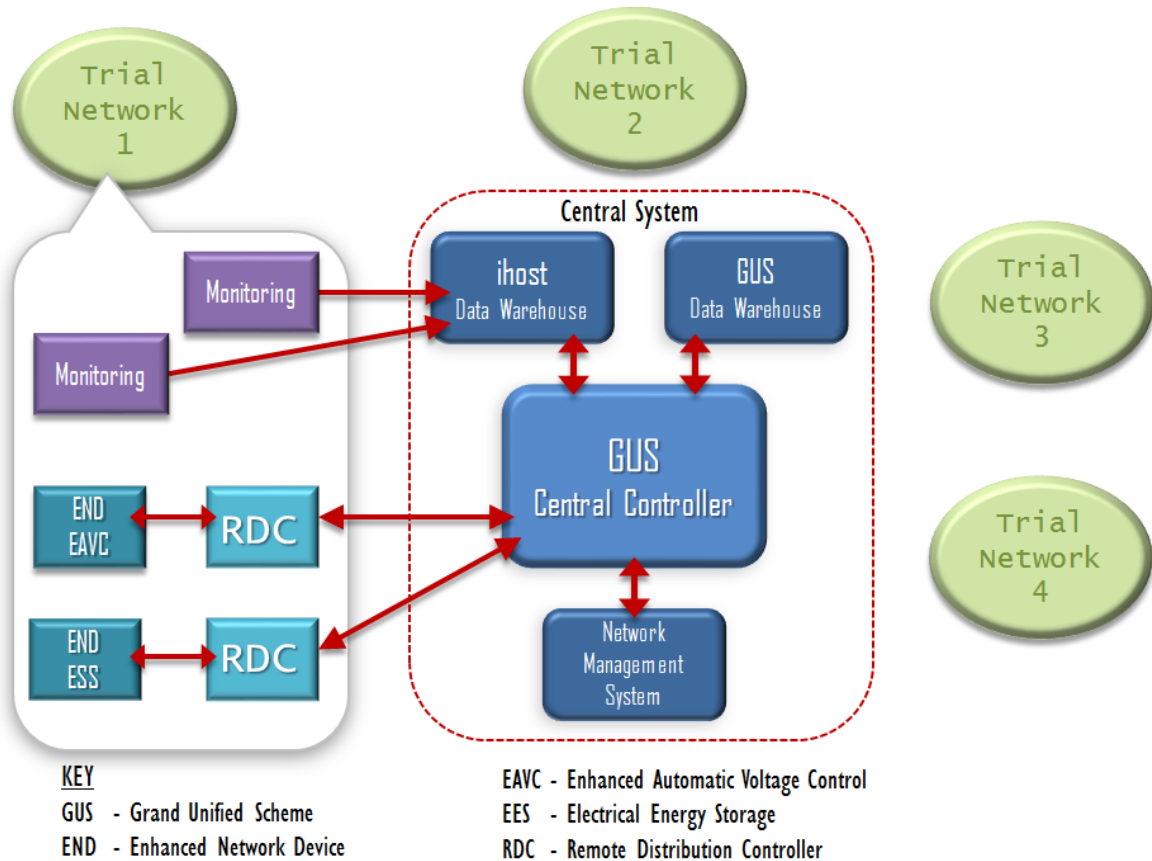 Trial
Network
1
Trial
Network
2
Trial
Network
3
Trial
Network
4
Central System
ihost
Data Warehouse
GUS
Data Warehouse
GUS
Central Controller
Network
Management
System
Monitoring
Monitoring
END
EAVC
RDC
END
ESS
RDC
KEY
GUS - Grand Unified Scheme
END - Enhanced Network Device
EAVC - Enhanced Automatic Voltage Control
EES - Electrical Energy Storage
RDC - Remote Distribution Controller